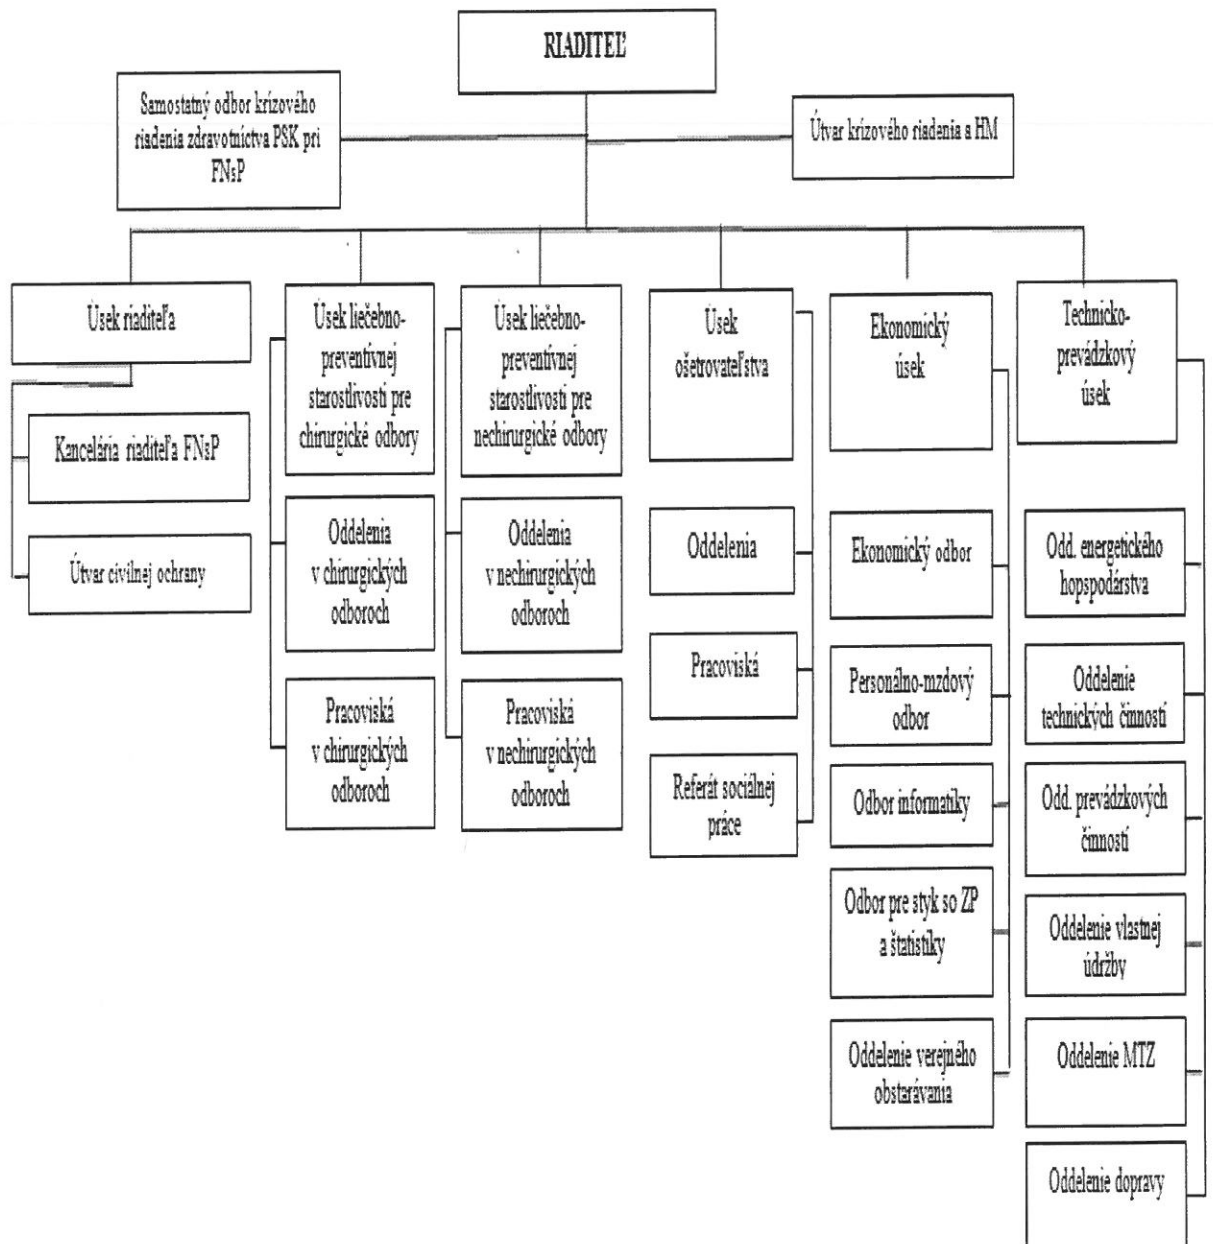 RIADITEĽ
Samostatný odbor krízového
riadenia zdravotníctva PSK pri
FNsP
Útvar krízového riadenia a HM
Úsek riaditeľa
Kancelária riaditeľa FNsP
Útvar civilnej ochrany
Úsek liečebno-
preventívnej
starostlivosti pre
chirurgické odbory
Oddelenia
v chirurgických
odboroch
Pracoviská
v chirurgických
odboroch
Úsek liečebno-
preventívnej
starostlivosti pre
nechirurgické odbory
Oddelenia
v nechirurgických
odboroch
Pracoviská
v nechirurgických
odboroch
Úsek
ošetrovateľstva
Oddelenia
Pracoviská
Referát sociálnej
práce
Ekonomický
úsek
Ekonomický odbor
Personálno-mzdový
odbor
Odbor informatiky
Odbor pre styk so ZP
a štatistiky
Oddelenie verejného
obstarávania
Technicko-
prevádzkový
úsek
Odd. energetického
hopspodárstva
Oddelenie
technických činností
Odd. prevádzkových
činností
Oddelenie vlastnej
údržby
Oddelenie MTZ
Oddelenie dopravy